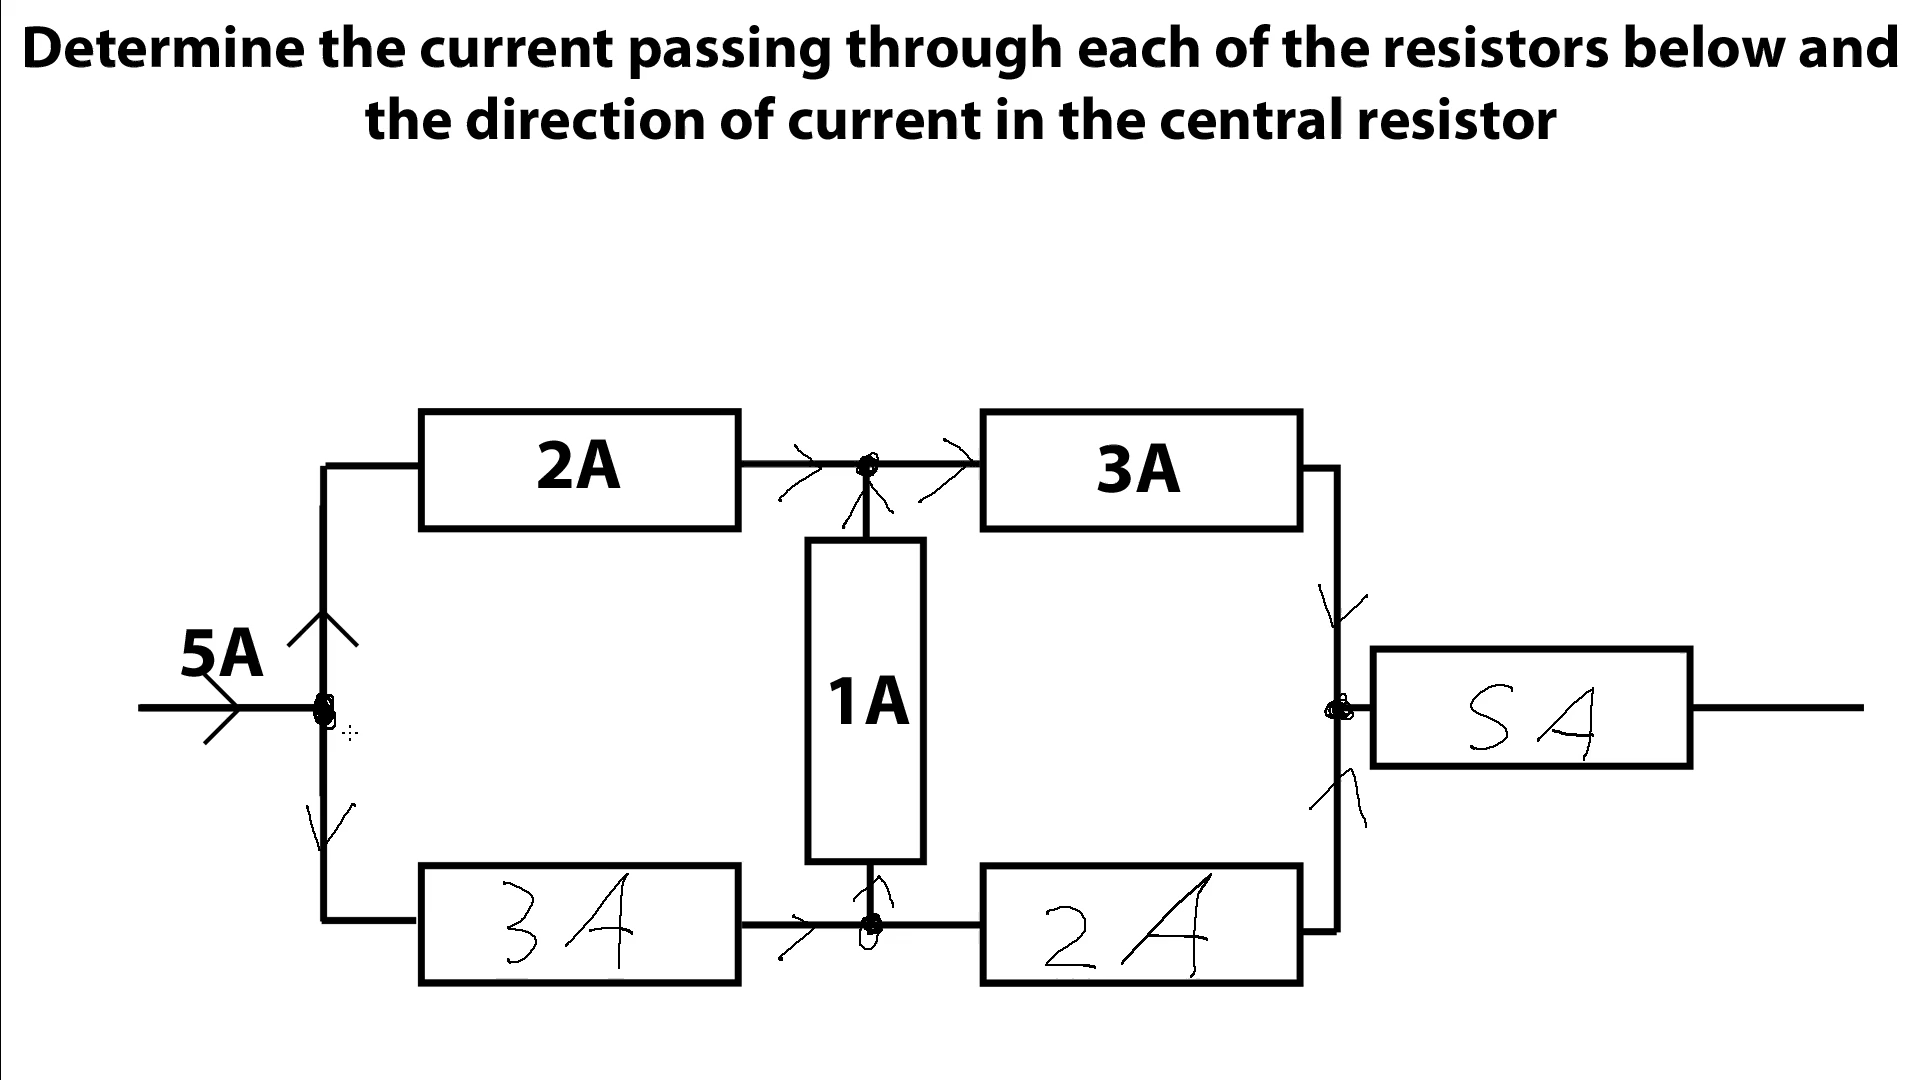 Determine the current passing through each of the resistors below and
the direction of current in the central resistor
2A
3A
5A
1A
5A
3A
2A